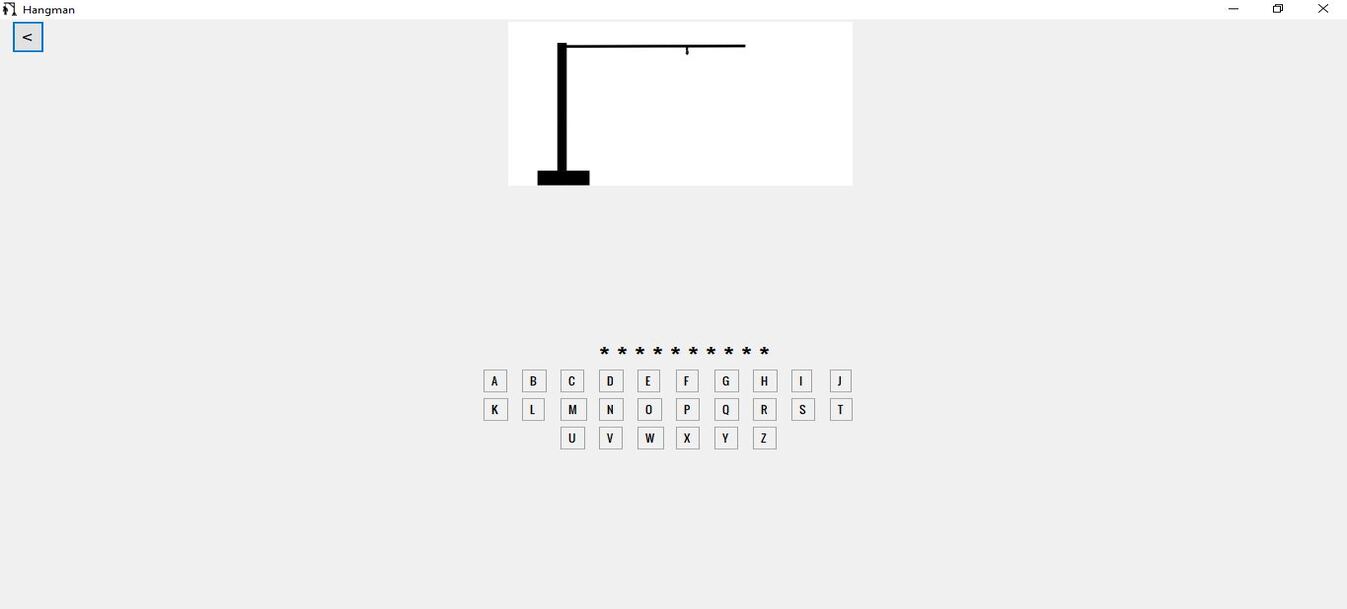 Hangman
<
* * * * * * * * * *
A B C D E F G H I J
K L M N O P Q R S T
U V W X Y Z